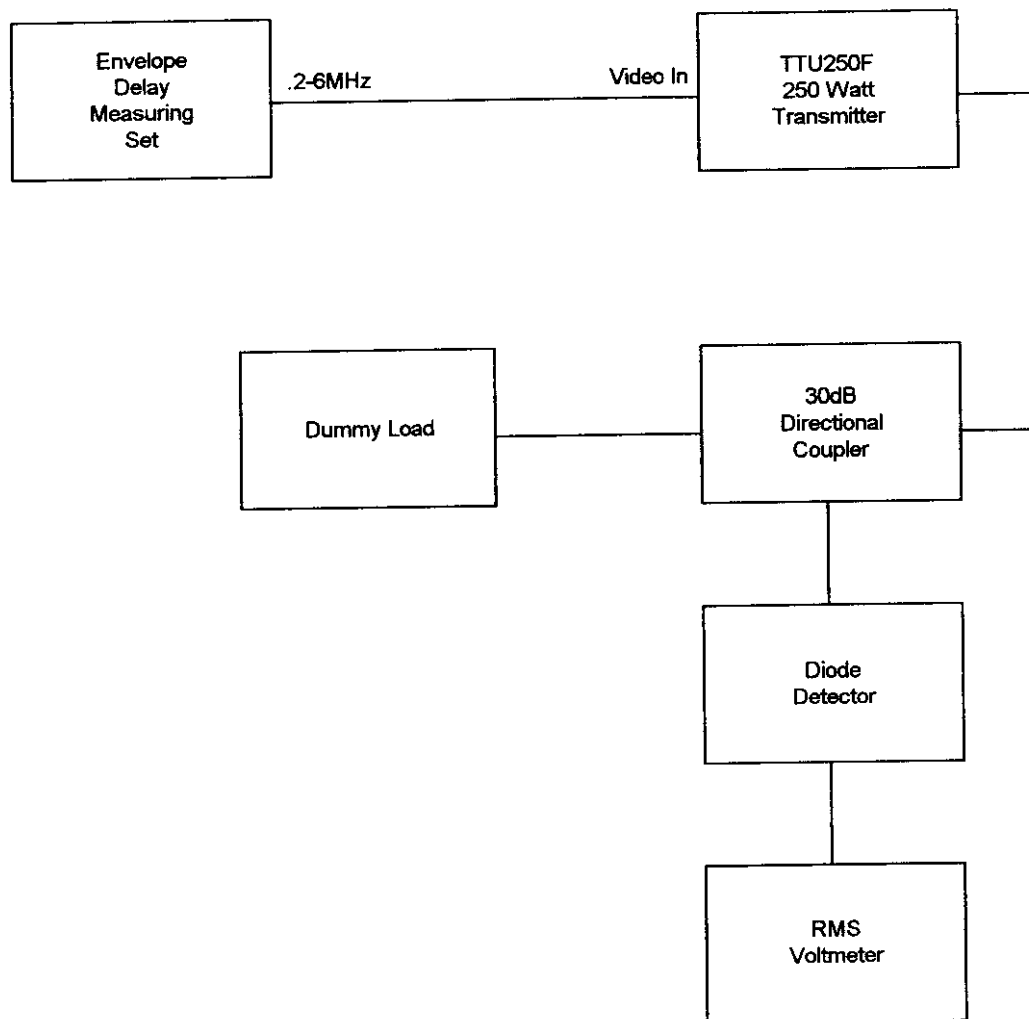 Envelope
Delay
Measuring
Set
.2-6MHz
Video In
TTU250F
250 Watt
Transmitter
Dummy Load
30dB
Directional
Coupler
Diode
Detector
RMS
Voltmeter